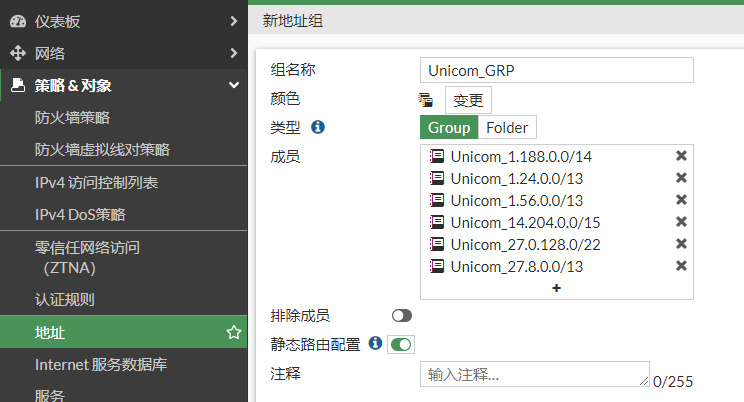 仪表板
网络
策略 & 对象
防火墙策略
防火墙虚拟线对策略
IPv4 访问控制列表
IPv4 DoS策略
零信任网络访问
（ZTNA）
认证规则
地址
Internet 服务数据库
服务
新地址组
组名称 Unicom_GRP
颜色 变更
类型 Group Folder
成员 Unicom_1.188.0.0/14
Unicom_1.24.0.0/13
Unicom_1.56.0.0/13
Unicom_14.204.0.0/15
Unicom_27.0.128.0/22
Unicom_27.8.0.0/13
+
排除成员
静态路由配置
注释 输入注释... 0/255